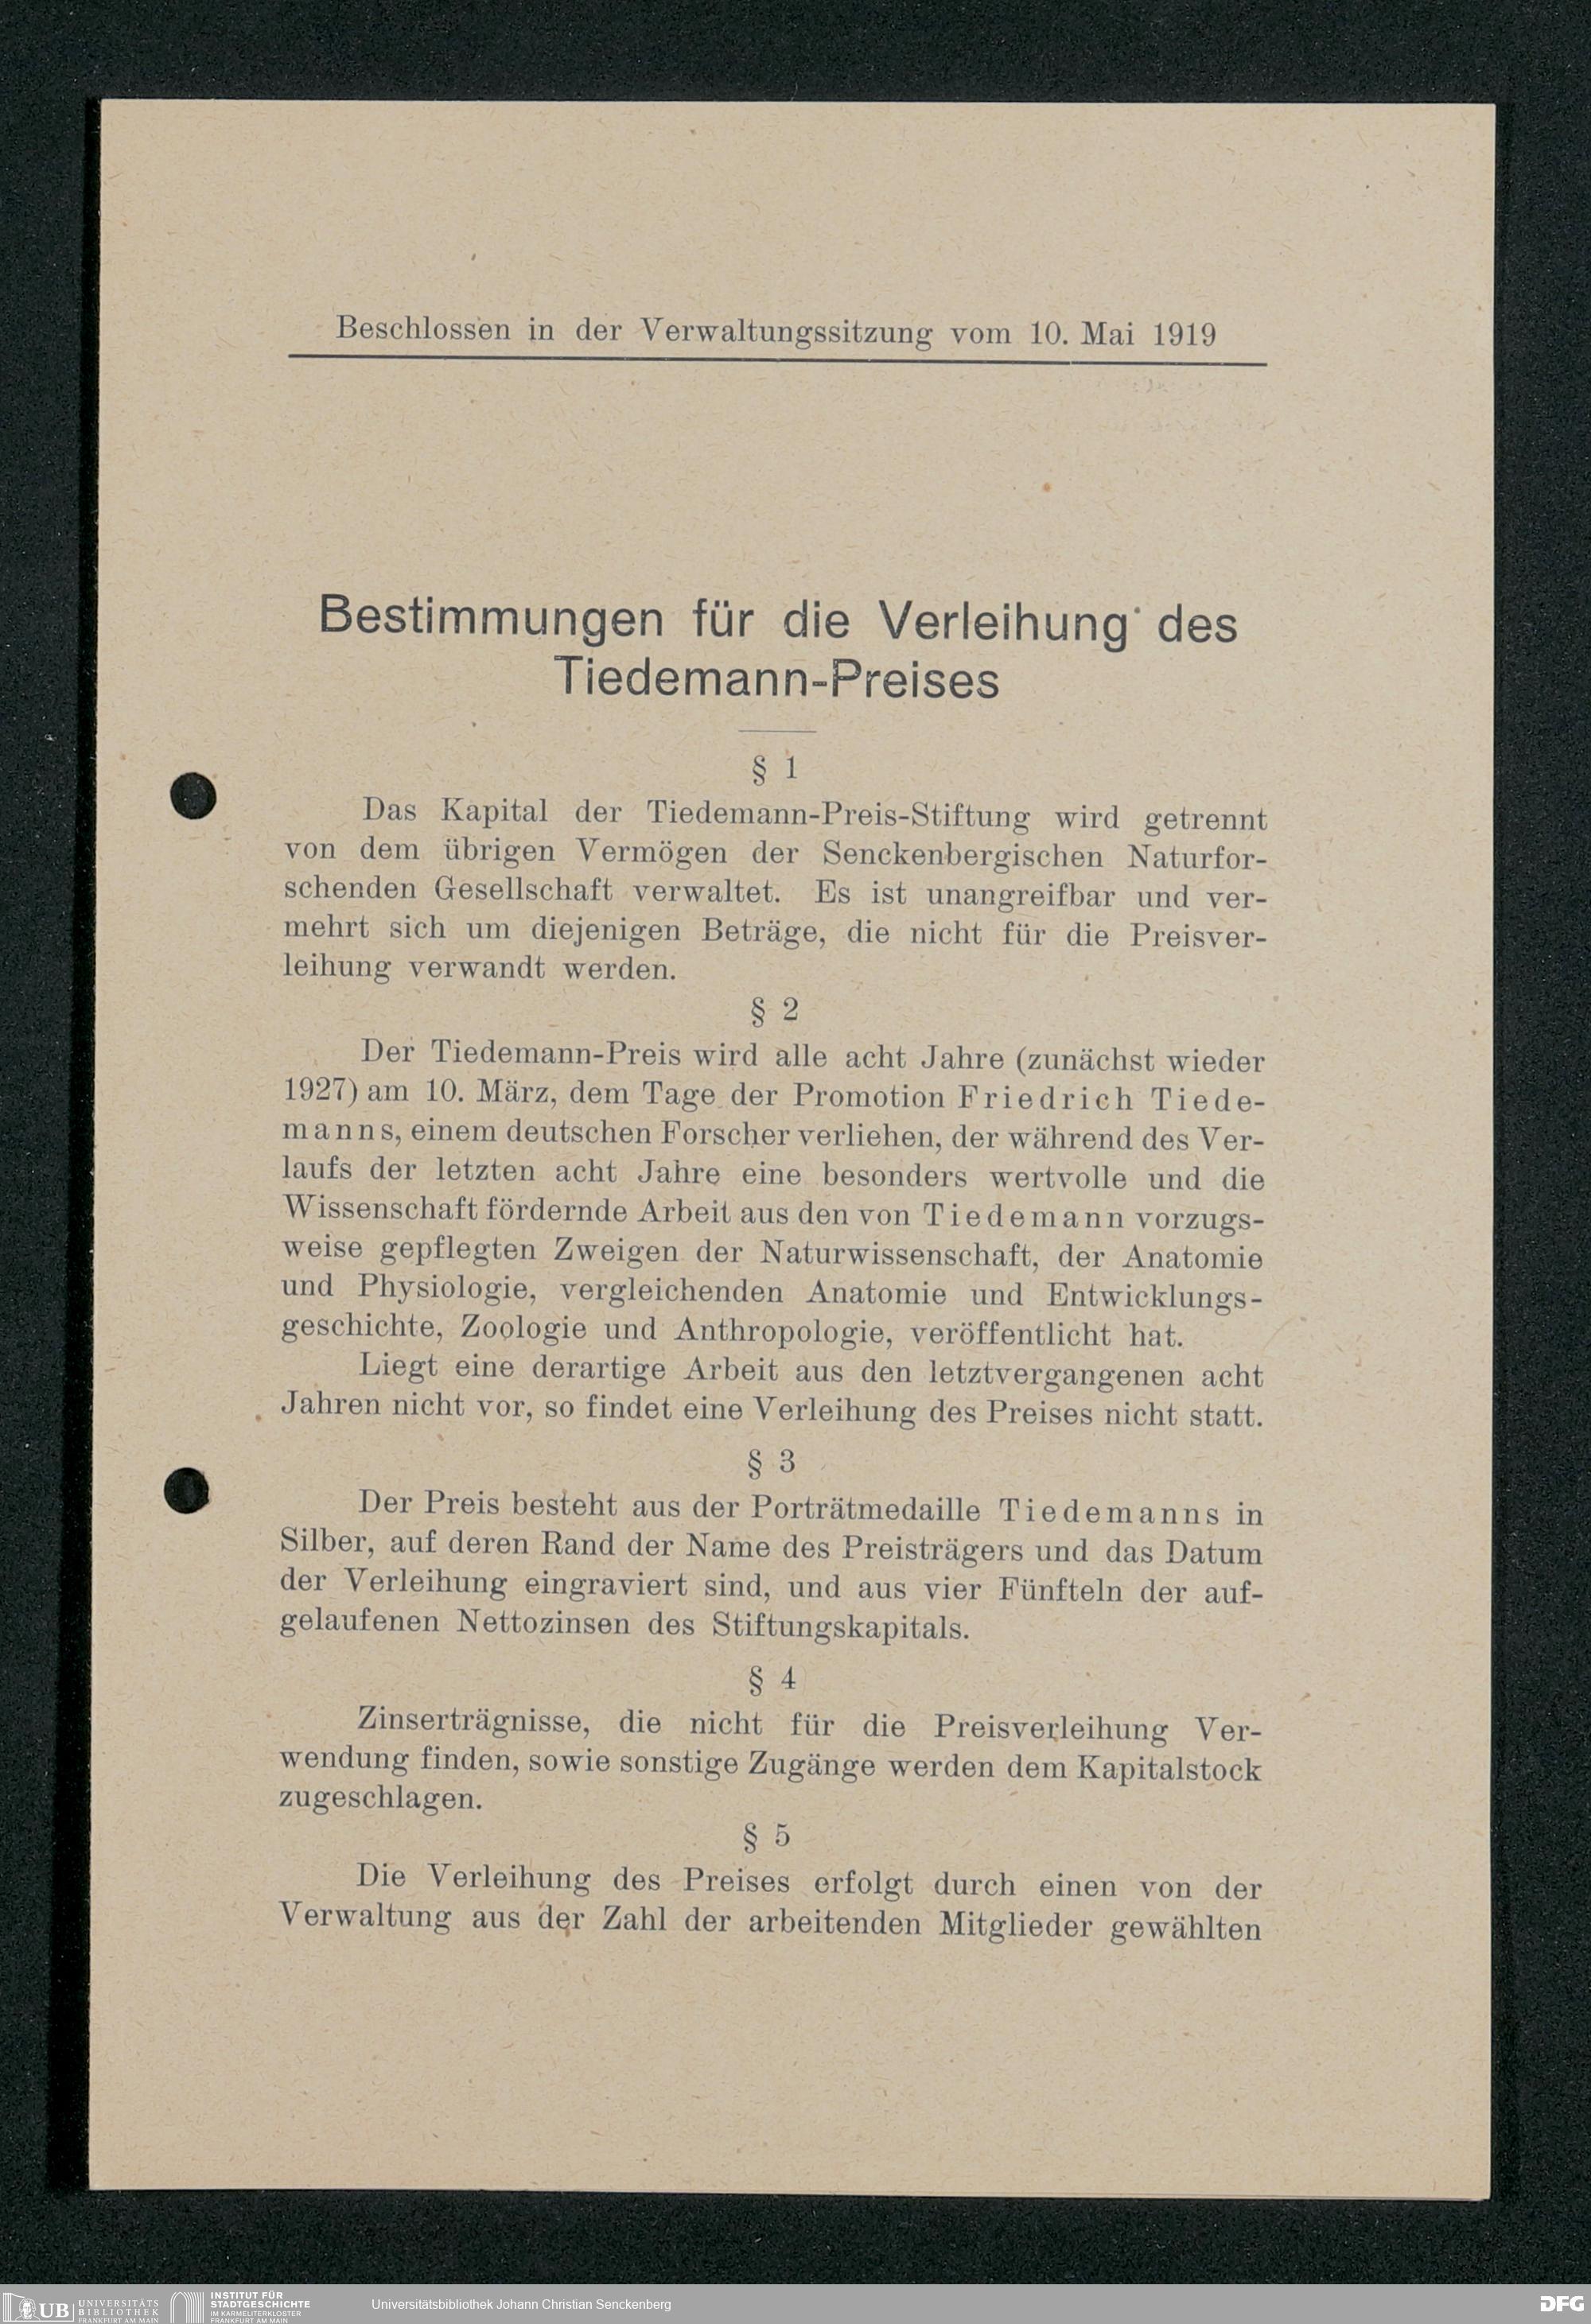 Beschlossen in der Verwaltungssitzung vom 10. Mai 1919
Bestimmungen für die Verleihung des
Tiedemann-Preises
§ 1
Das Kapital der Tiedemann-Preis-Stiftung wird getrennt
von dem übrigen Vermögen der Senckenbergischen Naturfor-
schenden Gesellschaft verwaltet. Es ist unangreifbar und ver-
mehrt sich um diejenigen Beträge, die nicht für die Preisver-
leihung verwandt werden.
§ 2
Der Tiedemann-Preis wird alle acht Jahre (zunächst wieder
1927) am 10. März, dem Tage der Promotion Friedrich Tiede-
manns, einem deutschen Forscher verliehen, der während des Ver-
laufs der letzten acht Jahre eine besonders wertvolle und die
Wissenschaft fördernde Arbeit aus den von Tiedemann vorzugs-
weise gepflegten Zweigen der Naturwissenschaft, der Anatomie
und Physiologie, vergleichenden Anatomie und Entwicklungs-
geschichte, Zoologie und Anthropologie, veröffentlicht hat.
Liegt eine derartige Arbeit aus den letztvergangenen acht
Jahren nicht vor, so findet eine Verleihung des Preises nicht statt.
§ 3
Der Preis besteht aus der Porträtmedaille Tiedemanns in
Silber, auf deren Rand der Name des Preisträgers und das Datum
der Verleihung eingraviert sind, und aus vier Fünfteln der auf-
gelaufenen Nettozinsen des Stiftungskapitals.
§ 4
Zinserträgnisse, die nicht für die Preisverleihung Ver-
wendung finden, sowie sonstige Zugänge werden dem Kapitalstock
zugeschlagen.
§ 5
Die Verleihung des Preises erfolgt durch einen von der
Verwaltung aus der Zahl der arbeitenden Mitglieder gewählten
UB UNIVERSITÄTS
BIBLIOTHEK
FRANKFURT AM MAIN
INSTITUT FÜR
STADTGESCHICHTE
IM KARMELITERKLOSTER
FRANKFURT AM MAIN
Universitätsbibliothek Johann Christian Senckenberg
DFG